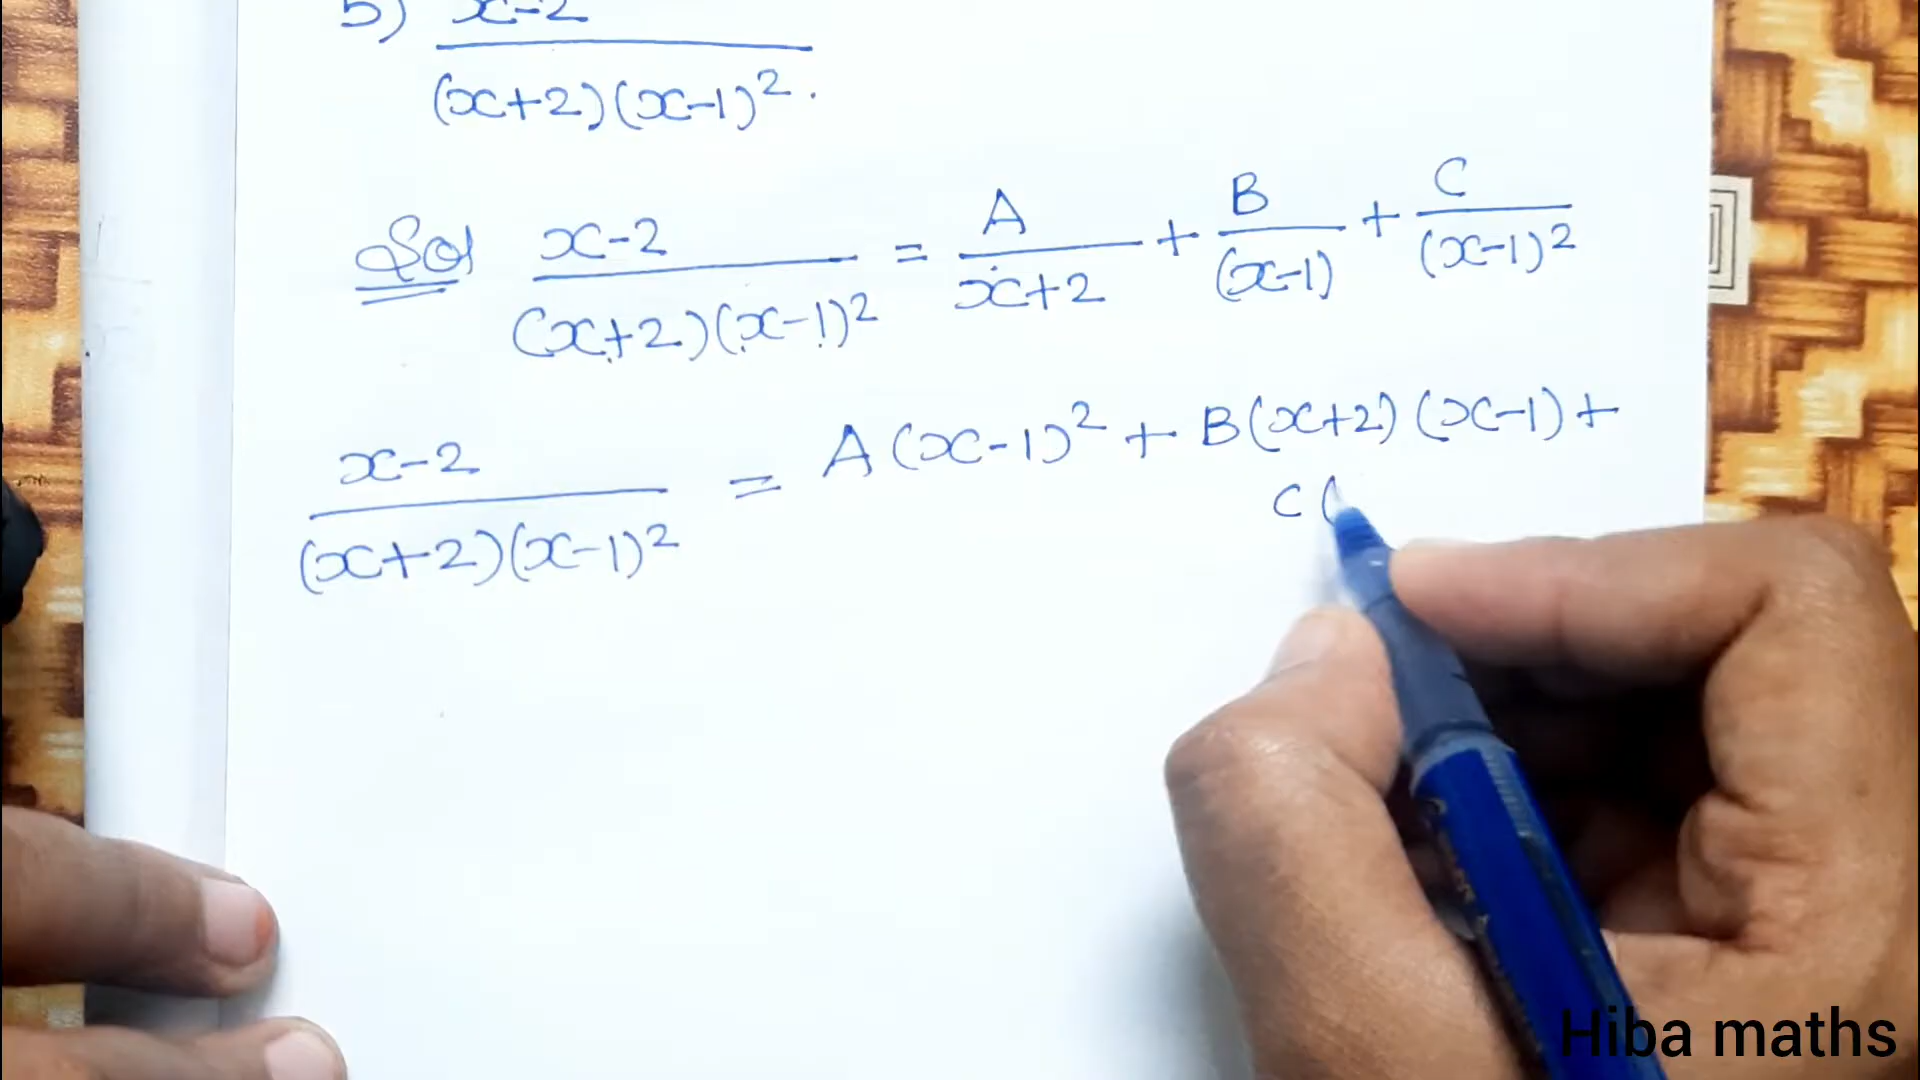 5) x-2
(x+2)(x-1)².
Sol x-2 = A + B + C
(x+2)(x-1)² x+2 (x-1) (x-1)²
x-2 = A(x-1)² + B(x+2)(x-1) +
(x+2)(x-1)² C(
Hiba maths